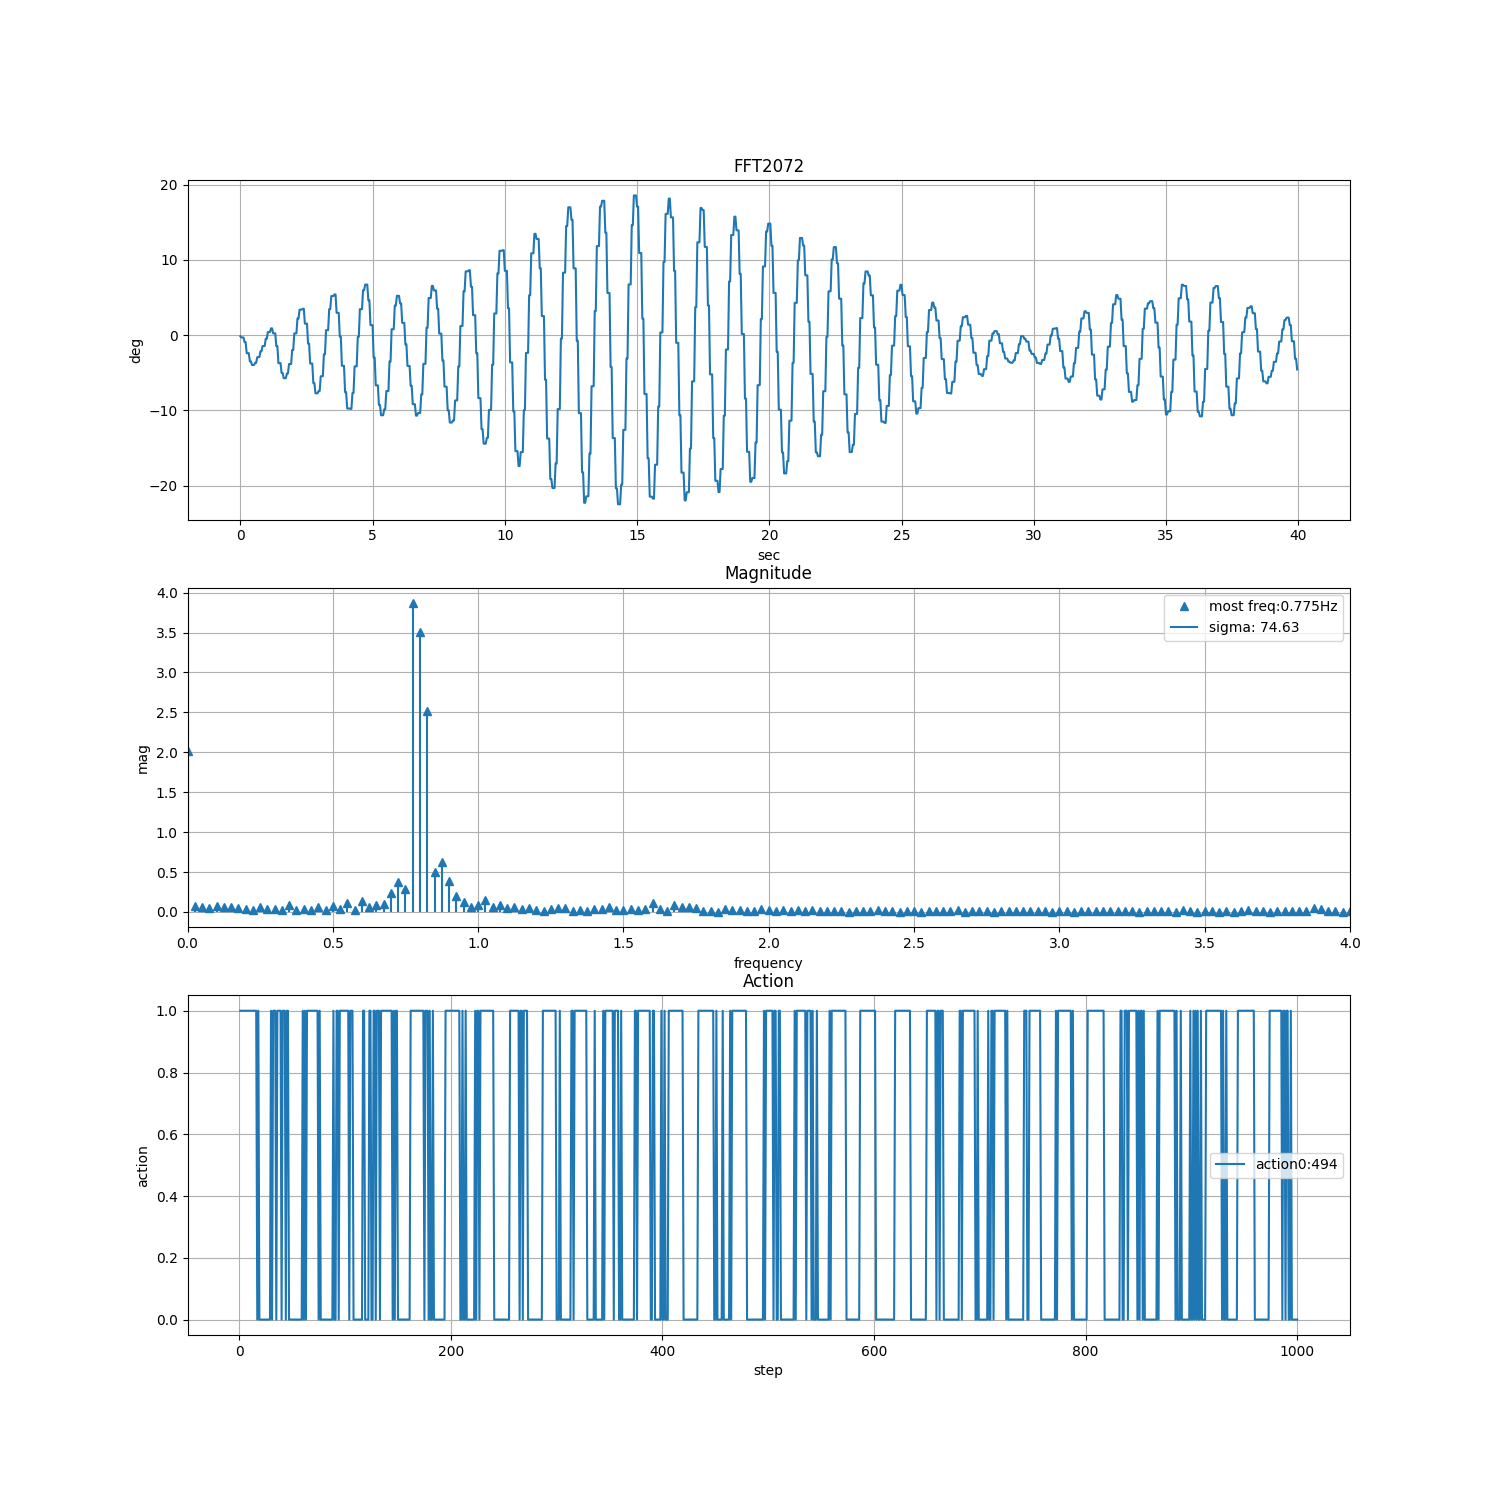 FFT2072
20
10
0
−10
−20
deg
0 5 10 15 20 25 30 35 40
sec
Magnitude
4.0
3.5
3.0
2.5
2.0
1.5
1.0
0.5
0.0
mag
most freq:0.775Hz
sigma: 74.63
0.0 0.5 1.0 1.5 2.0 2.5 3.0 3.5 4.0
frequency
Action
1.0
0.8
0.6
0.4
0.2
0.0
action
action0:494
0 200 400 600 800 1000
step